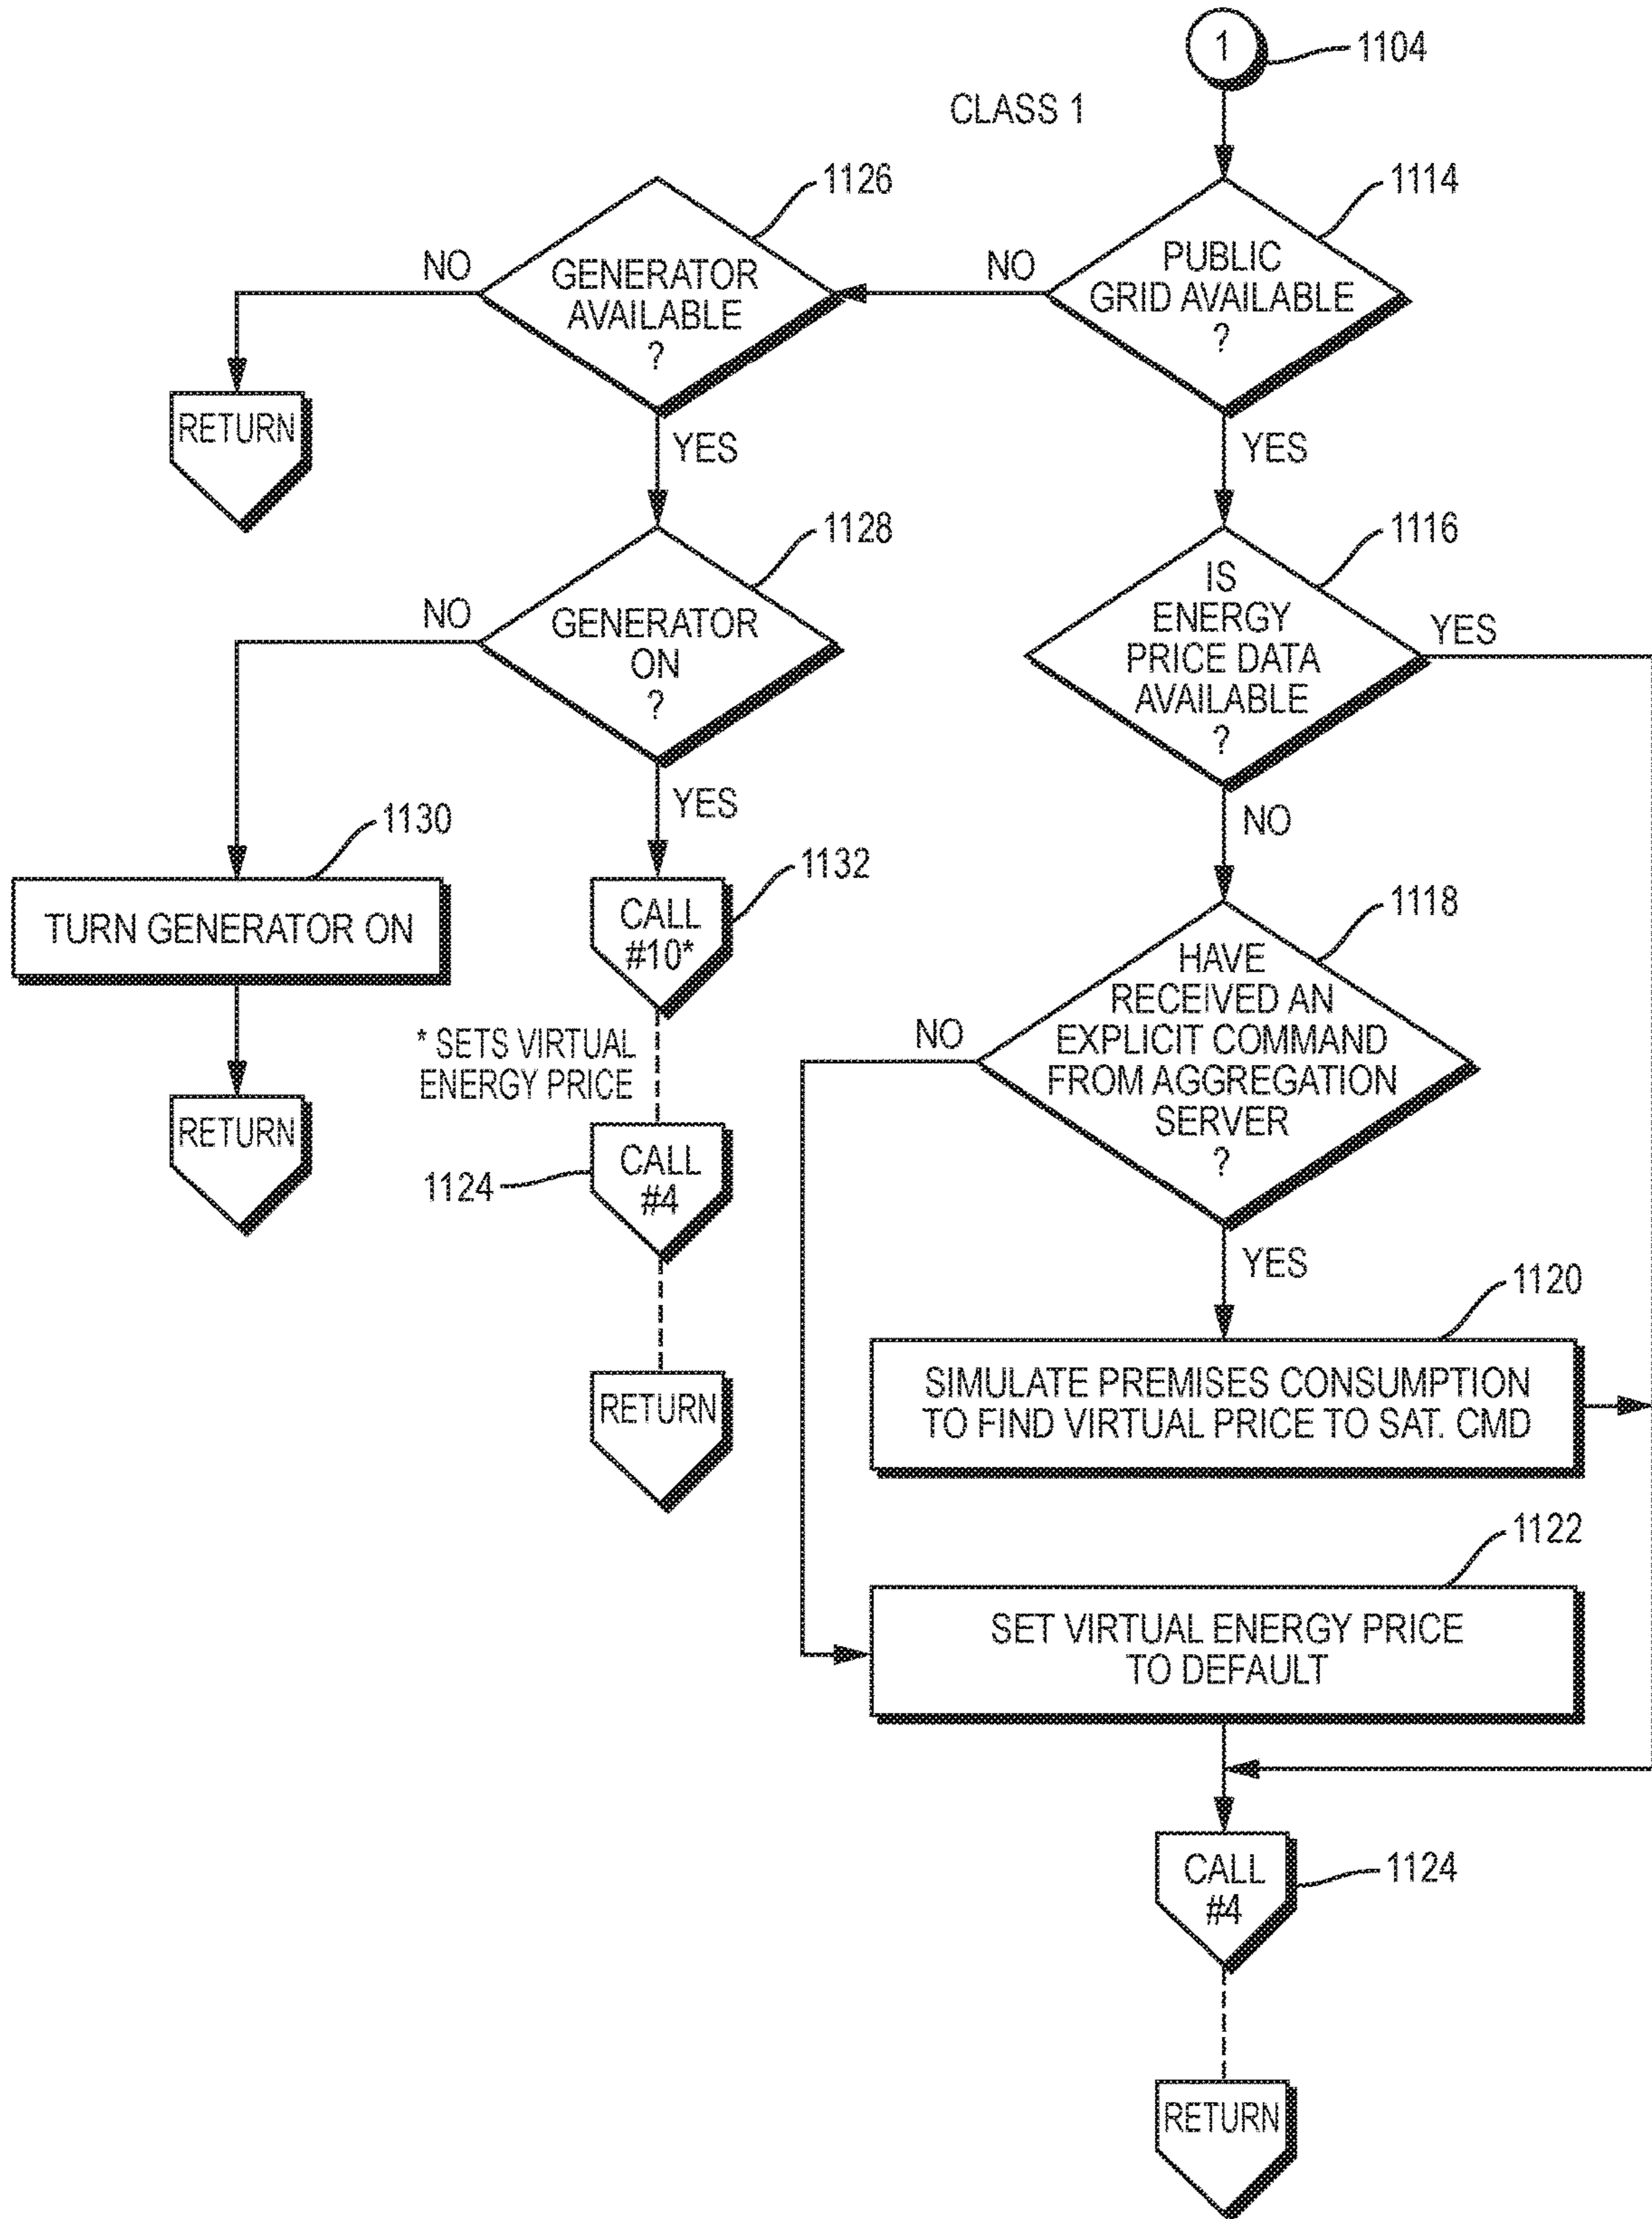 1
1104
CLASS 1
1126
1114
NO
GENERATOR
AVAILABLE
?
NO
PUBLIC
GRID AVAILABLE
?
RETURN
YES
YES
1128
1116
NO
GENERATOR
ON
?
IS
ENERGY
PRICE DATA
AVAILABLE
?
YES
YES
NO
1130
TURN GENERATOR ON
1132
CALL
#10*
1118
HAVE
RECEIVED AN
EXPLICIT COMMAND
FROM AGGREGATION
SERVER
?
NO
* SETS VIRTUAL
ENERGY PRICE
RETURN
1124
CALL
#4
YES
1120
SIMULATE PREMISES CONSUMPTION
TO FIND VIRTUAL PRICE TO SAT. CMD
RETURN
1122
SET VIRTUAL ENERGY PRICE
TO DEFAULT
CALL
#4
1124
RETURN